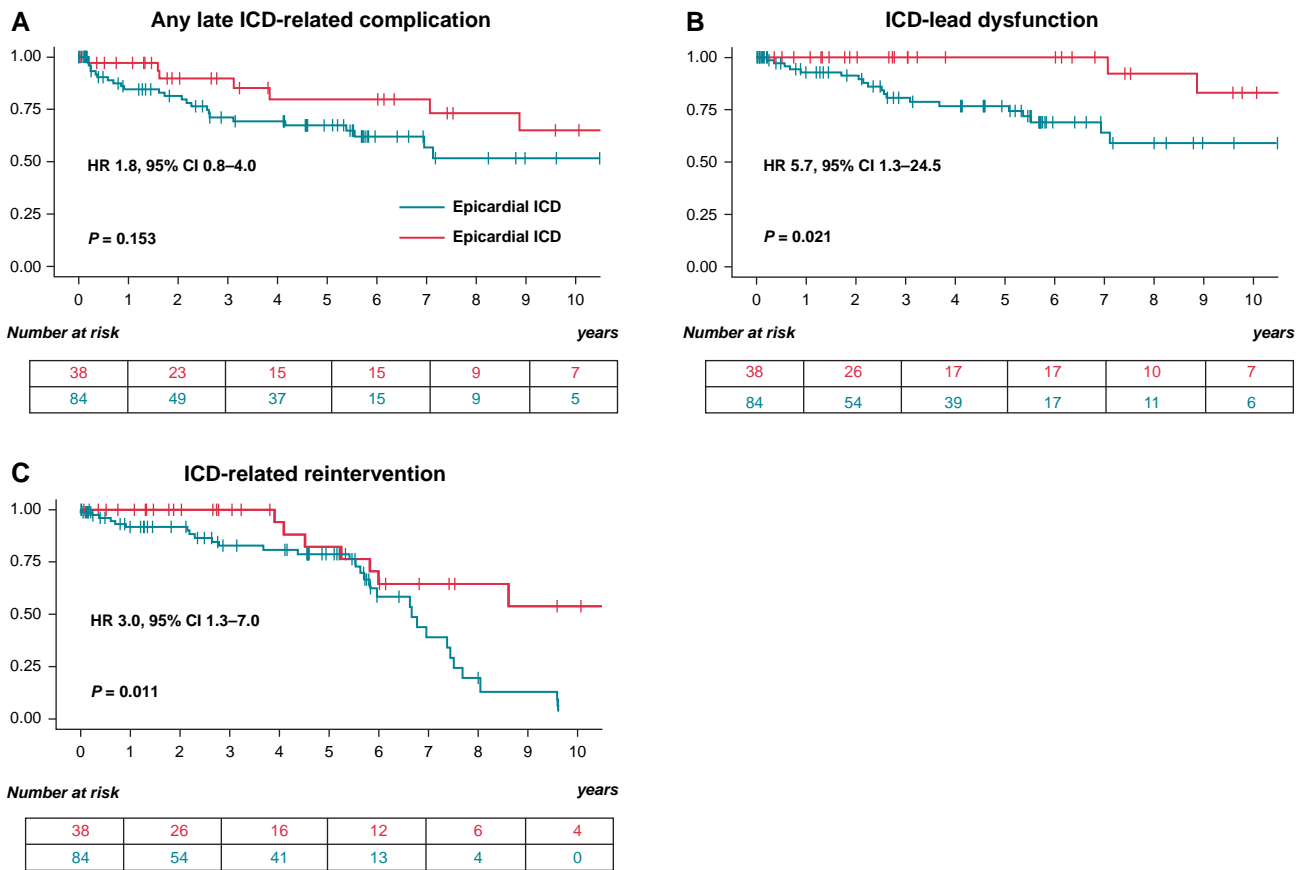 A Any late ICD-related complication
1.00
0.75
0.50
0.25
0.00
HR 1.8, 95% CI 0.8–4.0
Epicardial ICD
Epicardial ICD
P = 0.153
0 1 2 3 4 5 6 7 8 9 10
Number at risk years
38 23 15 15 9 7
84 49 37 15 9 5
B ICD-lead dysfunction
1.00
0.75
0.50
0.25
0.00
HR 5.7, 95% CI 1.3–24.5
P = 0.021
0 1 2 3 4 5 6 7 8 9 10
Number at risk years
38 26 17 17 10 7
84 54 39 17 11 6
C ICD-related reintervention
1.00
0.75
0.50
0.25
0.00
HR 3.0, 95% CI 1.3–7.0
P = 0.011
0 1 2 3 4 5 6 7 8 9 10
Number at risk years
38 26 16 12 6 4
84 54 41 13 4 0